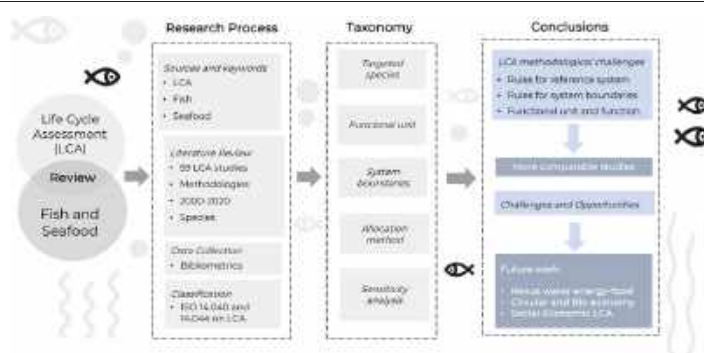 Research Process
Taxonomy
Conclusions
Life Cycle
Assessment
(LCA)
Review
Fish and
Seafood
Sources and keywords
• LCA
• Fish
• Seafood
Literature Review
• 59 LCA studies
• Methodologies
• 2000-2020
• Species
Data Collection
• Bibliometrics
Classification
• ISO 14.040 and
14.044 on LCA
Targeted
species
Functional unit
System
boundaries
Allocation
method
Sensitivity
analysis
LCA methodological challenges
• Rules for reference system
• Rules for system boundaries
• Functional unit and function
More comparable studies
Challenges and Opportunities
Future work:
• Nexus water-energy-food
• Circular and Bio economy
• Social-Economic LCA